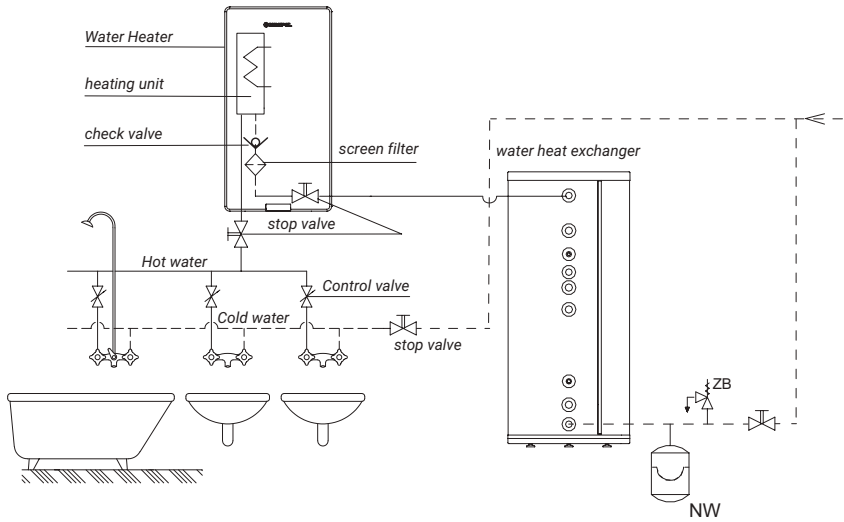 Water Heater
heating unit
check valve
screen filter
water heat exchanger
stop valve
Hot water
Control valve
Cold water
stop valve
ZB
NW